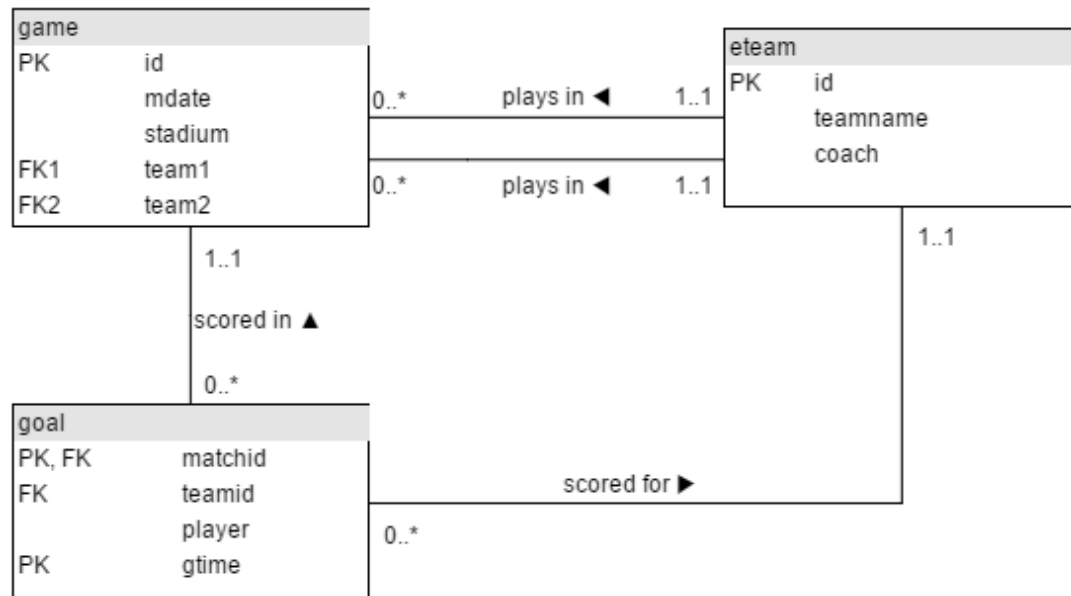 game
PK id
mdate
stadium
FK1 team1
FK2 team2
0..* plays in ◀ 1..1
0..* plays in ◀ 1..1
eteam
PK id
teamname
coach
1..1
scored in ▲
0..*
1..1
goal
PK, FK matchid
FK teamid
player
PK gtime
scored for ▶
0..*